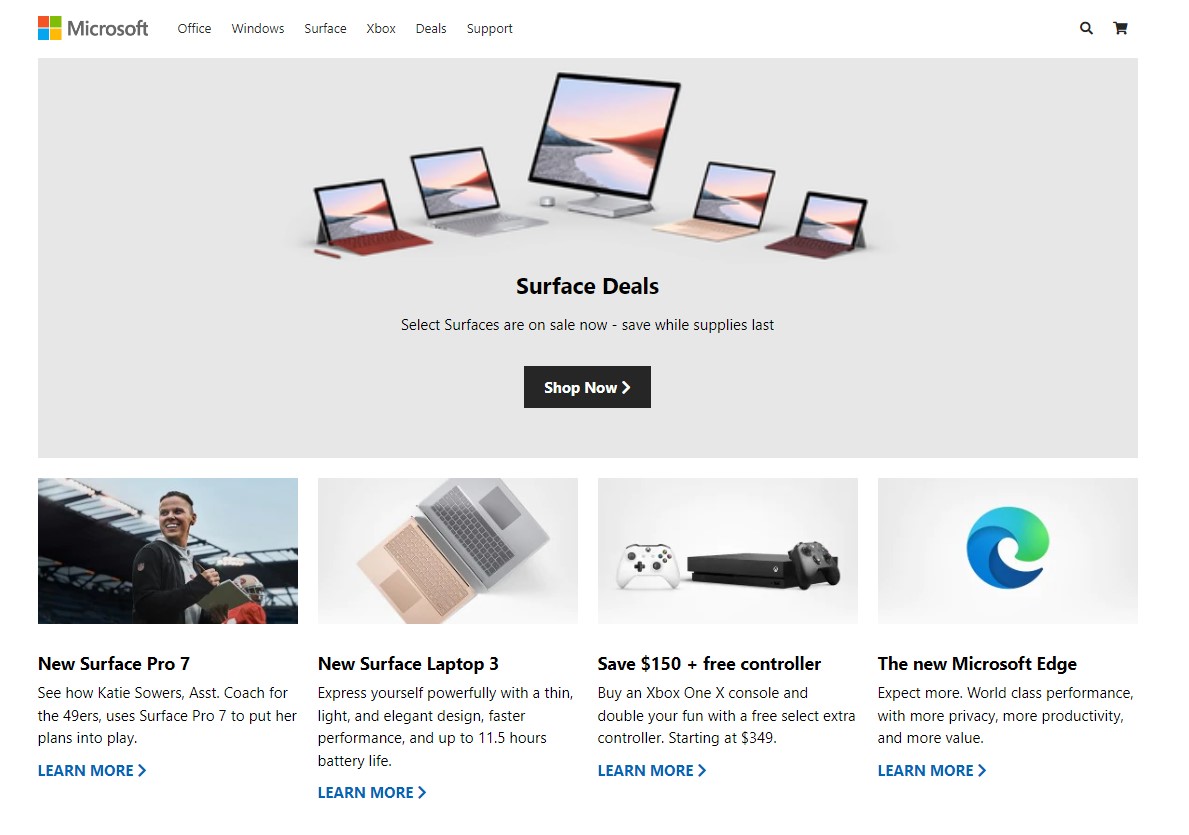 Microsoft
Office Windows Surface Xbox Deals Support
Surface Deals
Select Surfaces are on sale now - save while supplies last
Shop Now
New Surface Pro 7
See how Katie Sowers, Asst. Coach for
the 49ers, uses Surface Pro 7 to put her
plans into play.
LEARN MORE
New Surface Laptop 3
Express yourself powerfully with a thin,
light, and elegant design, faster
performance, and up to 11.5 hours
battery life.
LEARN MORE
Save $150 + free controller
Buy an Xbox One X console and
double your fun with a free select extra
controller. Starting at $349.
LEARN MORE
The new Microsoft Edge
Expect more. World class performance,
with more privacy, more productivity,
and more value.
LEARN MORE